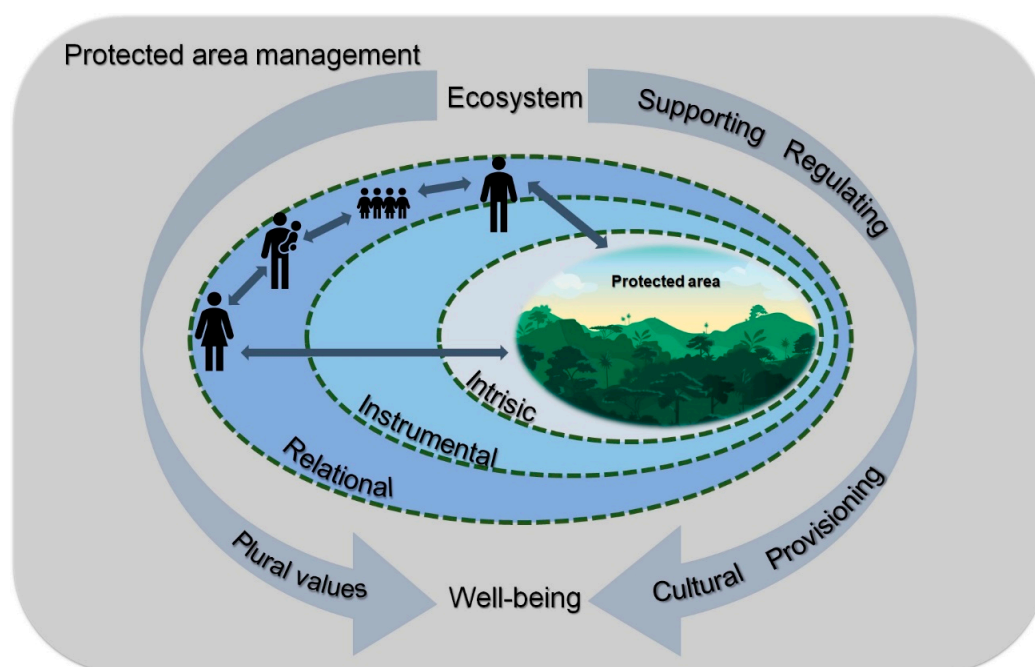 Protected area management
Ecosystem
Supporting Regulating
Protected area
Intrisic
Instrumental
Relational
Plural values
Well-being
Cultural Provisioning